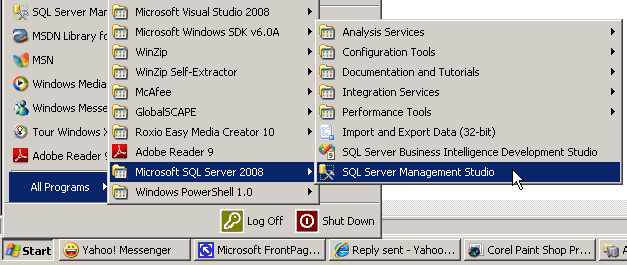 SQL Server Man
MSDN Library fo
MSN
Windows Media
Windows Messe
Tour Windows X
Adobe Reader 9
All Programs
Microsoft Visual Studio 2008
Microsoft Windows SDK v6.0A
WinZip
WinZip Self-Extractor
McAfee
GlobalSCAPE
Roxio Easy Media Creator 10
Adobe Reader 9
Microsoft SQL Server 2008
Windows PowerShell 1.0
Analysis Services
Configuration Tools
Documentation and Tutorials
Integration Services
Performance Tools
Import and Export Data (32-bit)
SQL Server Business Intelligence Development Studio
SQL Server Management Studio
Log Off
Shut Down
Start
Yahoo! Messenger
Microsoft FrontPag...
Reply sent - Yahoo...
Corel Paint Shop Pr...